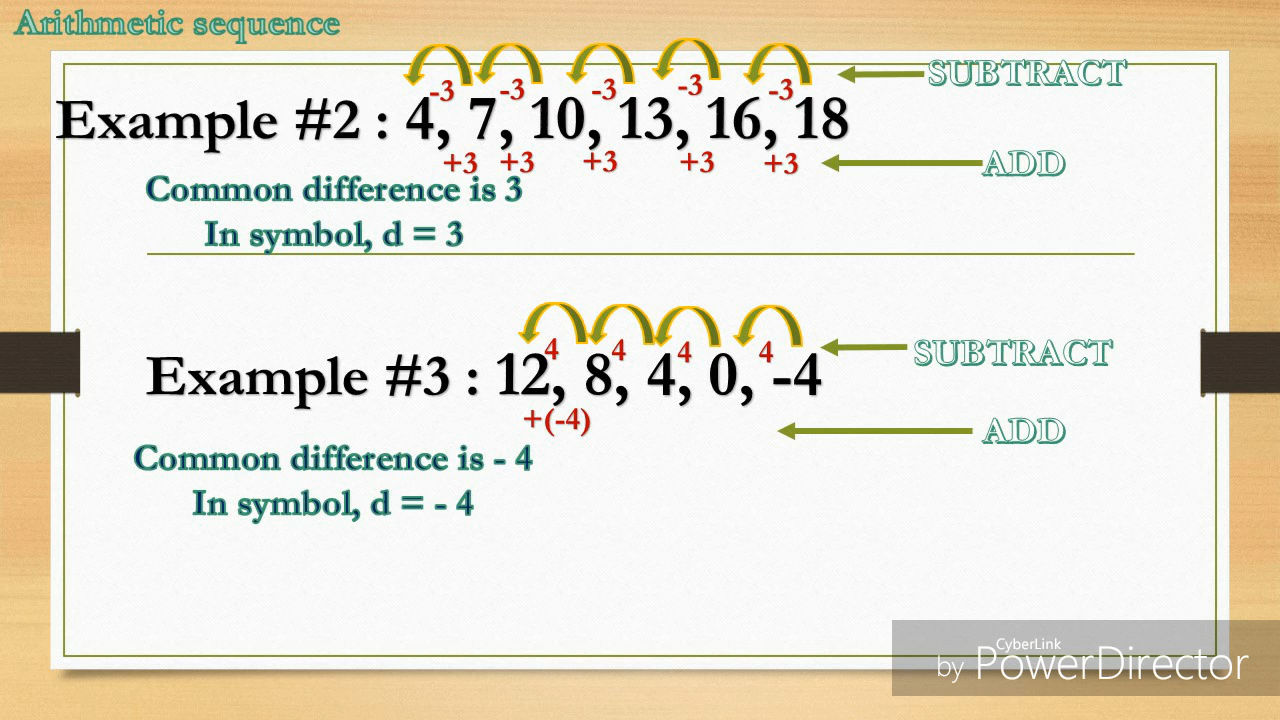 Arithmetic sequence
-3 -3 -3 -3 -3 SUBTRACT
Example #2 : 4, 7, 10, 13, 16, 18
+3 +3 +3 +3 +3 ADD
Common difference is 3
In symbol, d = 3
4 4 4 4 SUBTRACT
Example #3 : 12, 8, 4, 0, -4
+(-4) ADD
Common difference is - 4
In symbol, d = - 4
CyberLink
by PowerDirector